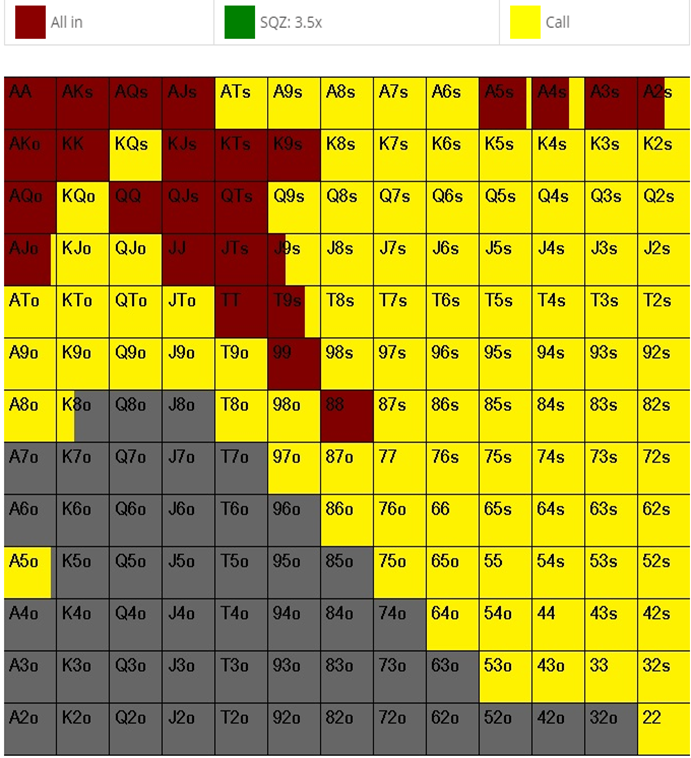 All in SQZ: 3.5x Call
AA AKs AQs AJs ATs A9s A8s A7s A6s A5s A4s A3s A2s
AKo KK KQs KJs KTs K9s K8s K7s K6s K5s K4s K3s K2s
AQo KQo QQ QJs QTs Q9s Q8s Q7s Q6s Q5s Q4s Q3s Q2s
AJo KJo QJo JJ JTs J9s J8s J7s J6s J5s J4s J3s J2s
ATo KTo QTo JTo TT T9s T8s T7s T6s T5s T4s T3s T2s
A9o K9o Q9o J9o T9o 99 98s 97s 96s 95s 94s 93s 92s
A8o K8o Q8o J8o T8o 98o 88 87s 86s 85s 84s 83s 82s
A7o K7o Q7o J7o T7o 97o 87o 77 76s 75s 74s 73s 72s
A6o K6o Q6o J6o T6o 96o 86o 76o 66 65s 64s 63s 62s
A5o K5o Q5o J5o T5o 95o 85o 75o 65o 55 54s 53s 52s
A4o K4o Q4o J4o T4o 94o 84o 74o 64o 54o 44 43s 42s
A3o K3o Q3o J3o T3o 93o 83o 73o 63o 53o 43o 33 32s
A2o K2o Q2o J2o T2o 92o 82o 72o 62o 52o 42o 32o 22